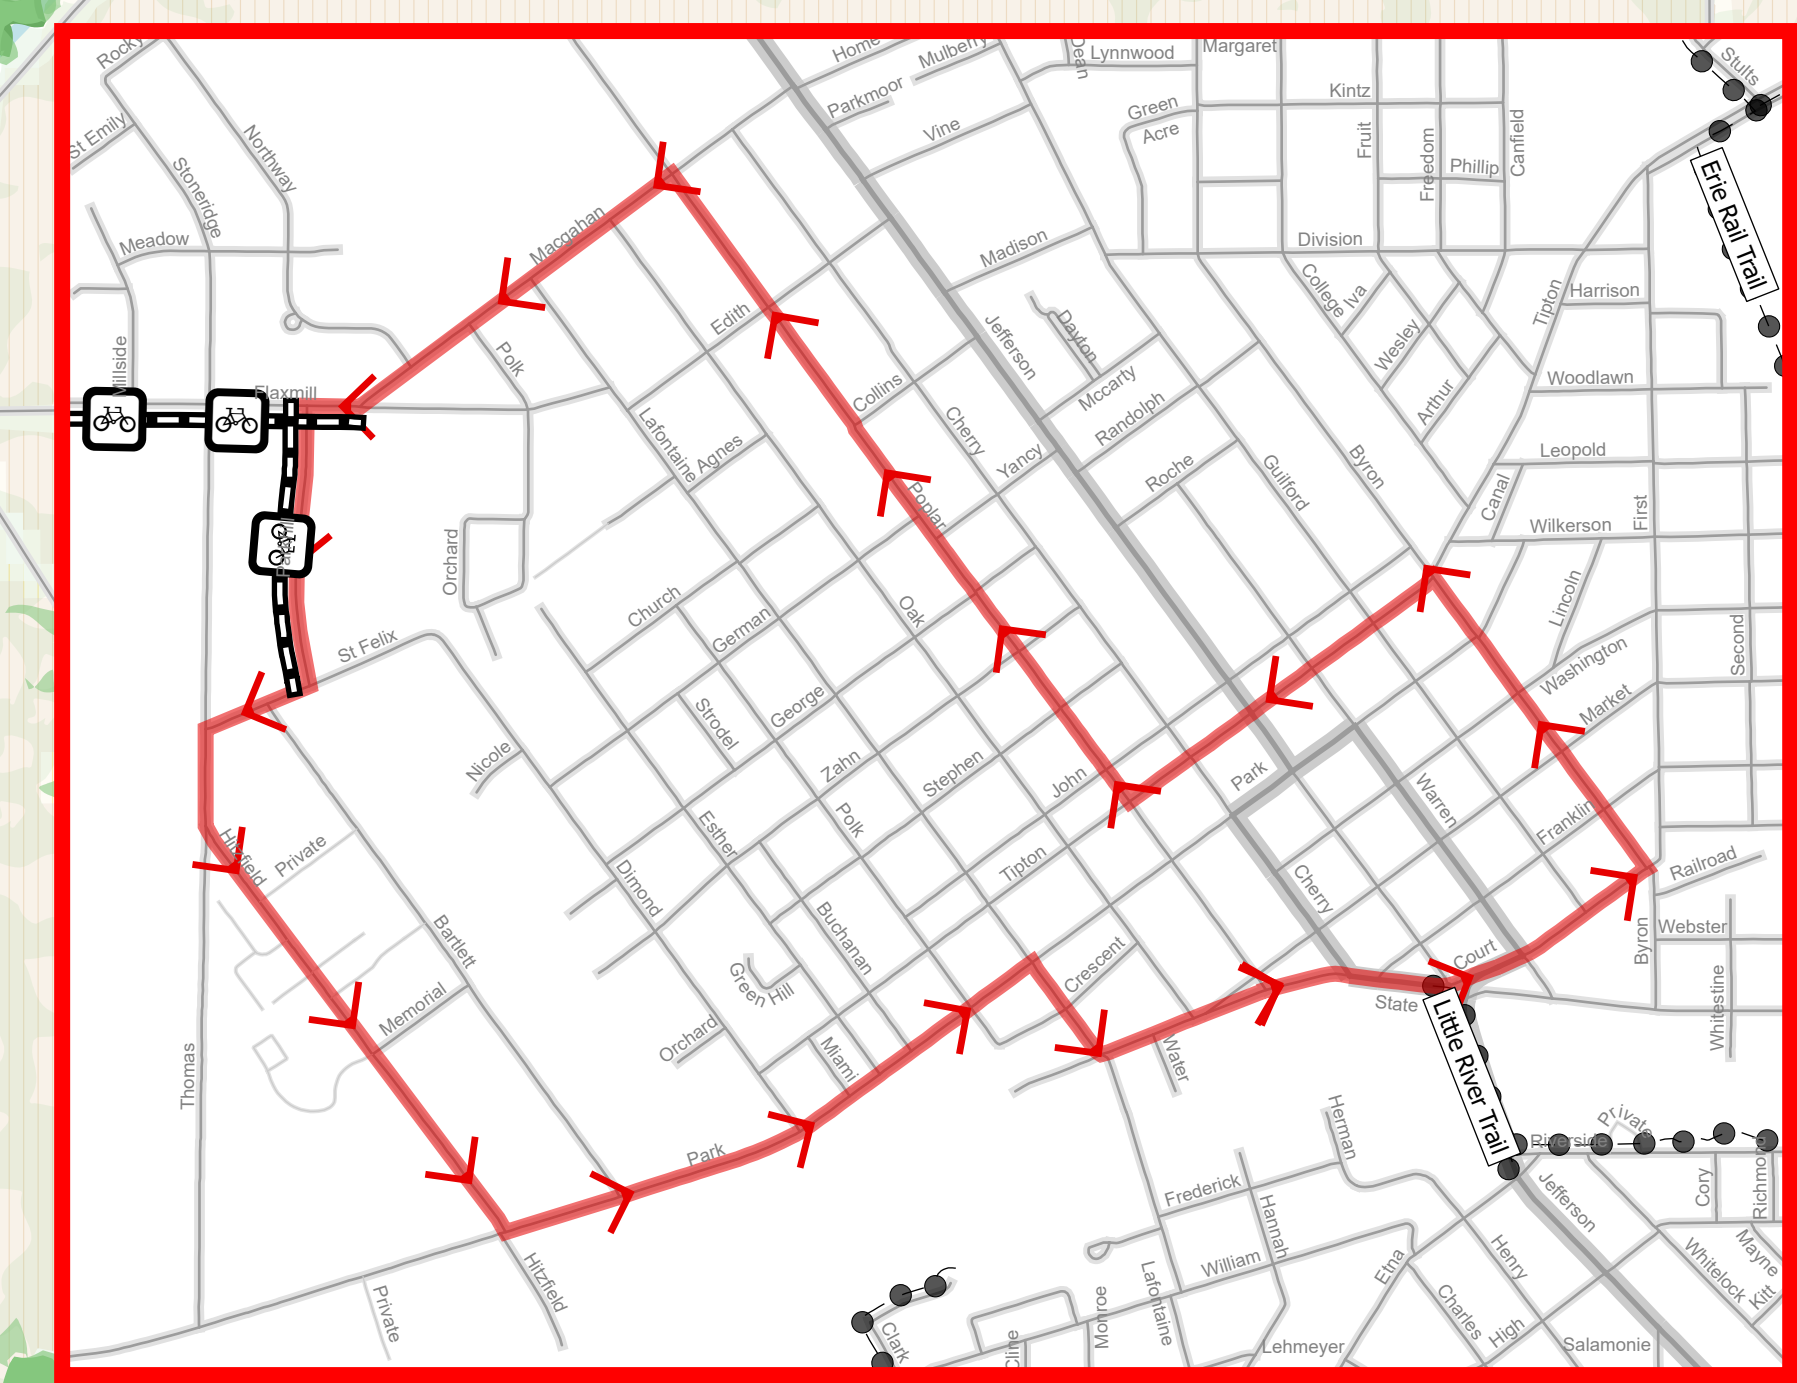 Rocky
Home
Mulberry
Dean
Lynnwood
Margaret
Stults
Parkmoor
Kintz
Green
Acre
Vine
St Emily
Northway
Fruit
Freedom
Canfield
Phillip
Stoneridge
Erie Rail Trail
Meadow
Macgahan
Madison
Division
College
Iva
Tipton
Harrison
Edith
Jefferson
Dayton
Wesley
Millside
Polk
Flaxmill
Collins
Mccarty
Woodlawn
Arthur
Randolph
Cherry
Lafontaine
Agnes
Yancy
Roche
Guilford
Byron
Leopold
Canal
Poplar
First
Wilkerson
Orchard
Church
German
Oak
Lincoln
St Felix
Washington
Second
Market
Strodel
George
Nicole
Zahn
Stephen
John
Park
Warren
Hitzfield
Private
Esther
Polk
Franklin
Railroad
Tipton
Dimond
Cherry
Bartlett
Buchanan
Byron
Webster
Green Hill
Crescent
Court
Whitestine
State
Memorial
Orchard
Miami
Water
Thomas
Little River Trail
Herman
Riverside
Private
Park
Frederick
Hannah
Jefferson
Cory
Richmond
Hitzfield
William
Etna
Henry
Whitelock
Mayne
Kitt
Private
Clark
Cline
Monroe
Lafontaine
Charles
High
Lehmeyer
Salamonie